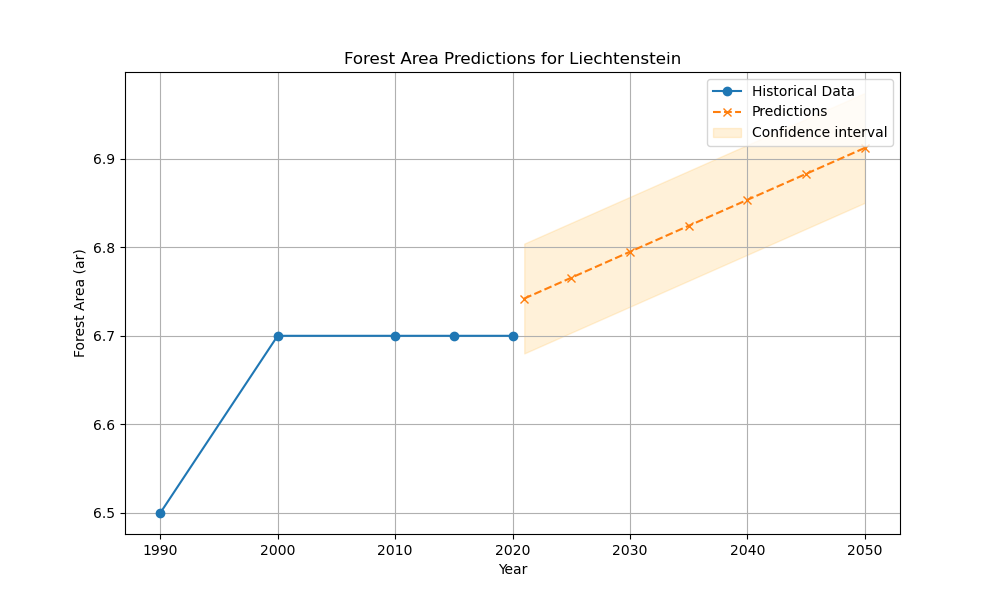 Forest Area Predictions for Liechtenstein
Historical Data
Predictions
Confidence interval
Forest Area (ar)
6.9
6.8
6.7
6.6
6.5
1990 2000 2010 2020 2030 2040 2050
Year